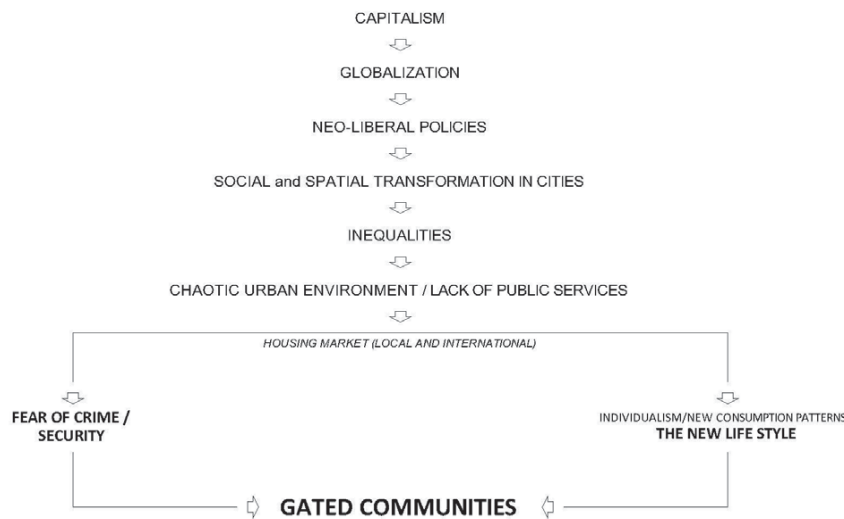 CAPITALISM
GLOBALIZATION
NEO-LIBERAL POLICIES
SOCIAL and SPATIAL TRANSFORMATION IN CITIES
INEQUALITIES
CHAOTIC URBAN ENVIRONMENT / LACK OF PUBLIC SERVICES
HOUSING MARKET (LOCAL AND INTERNATIONAL)
FEAR OF CRIME /
SECURITY
INDIVIDUALISM/NEW CONSUMPTION PATTERNS
THE NEW LIFE STYLE
GATED COMMUNITIES